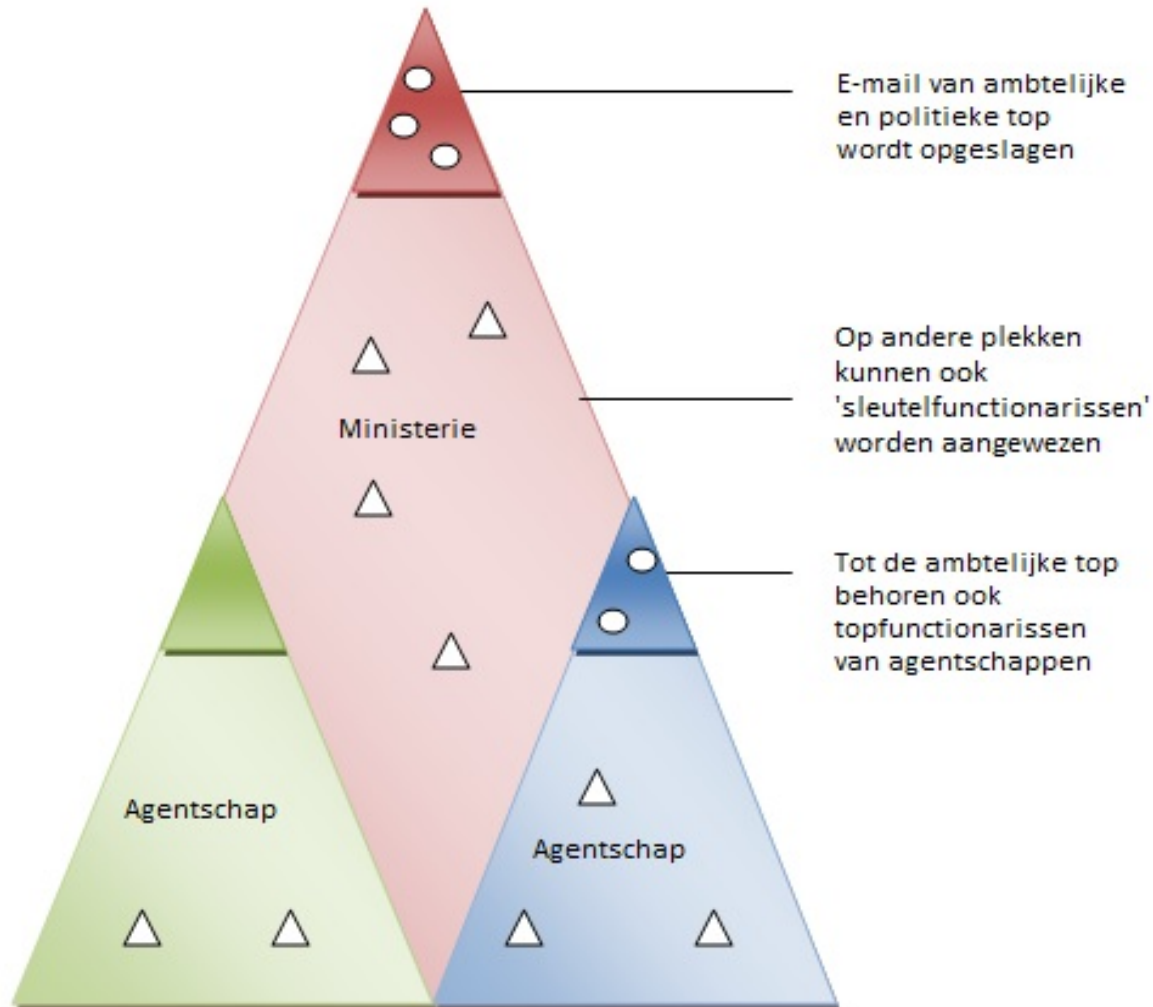 E-mail van ambtelijke
en politieke top
wordt opgeslagen
Op andere plekken
kunnen ook
'sleutelfunctionarissen'
worden aangewezen
Ministerie
Tot de ambtelijke top
behoren ook
topfunctionarissen
van agentschappen
Agentschap
Agentschap